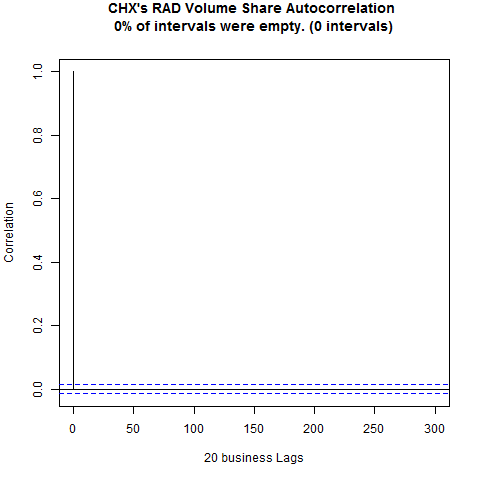 CHX's RAD Volume Share Autocorrelation
0% of intervals were empty. (0 intervals)
Correlation
1.0
0.8
0.6
0.4
0.2
0.0
0 50 100 150 200 250 300
20 business Lags